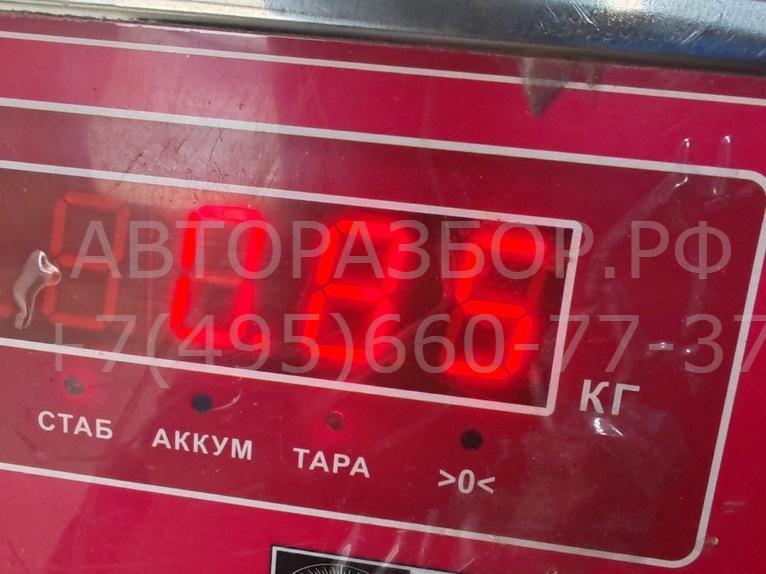 АВТОРАЗБОР.РФ
+7(495)660-77-37
КГ
СТАБ АККУМ ТАРА >0<